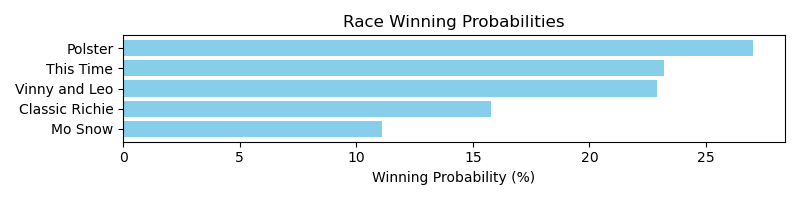 Race Winning Probabilities
Polster
This Time
Vinny and Leo
Classic Richie
Mo Snow
0 5 10 15 20 25
Winning Probability (%)